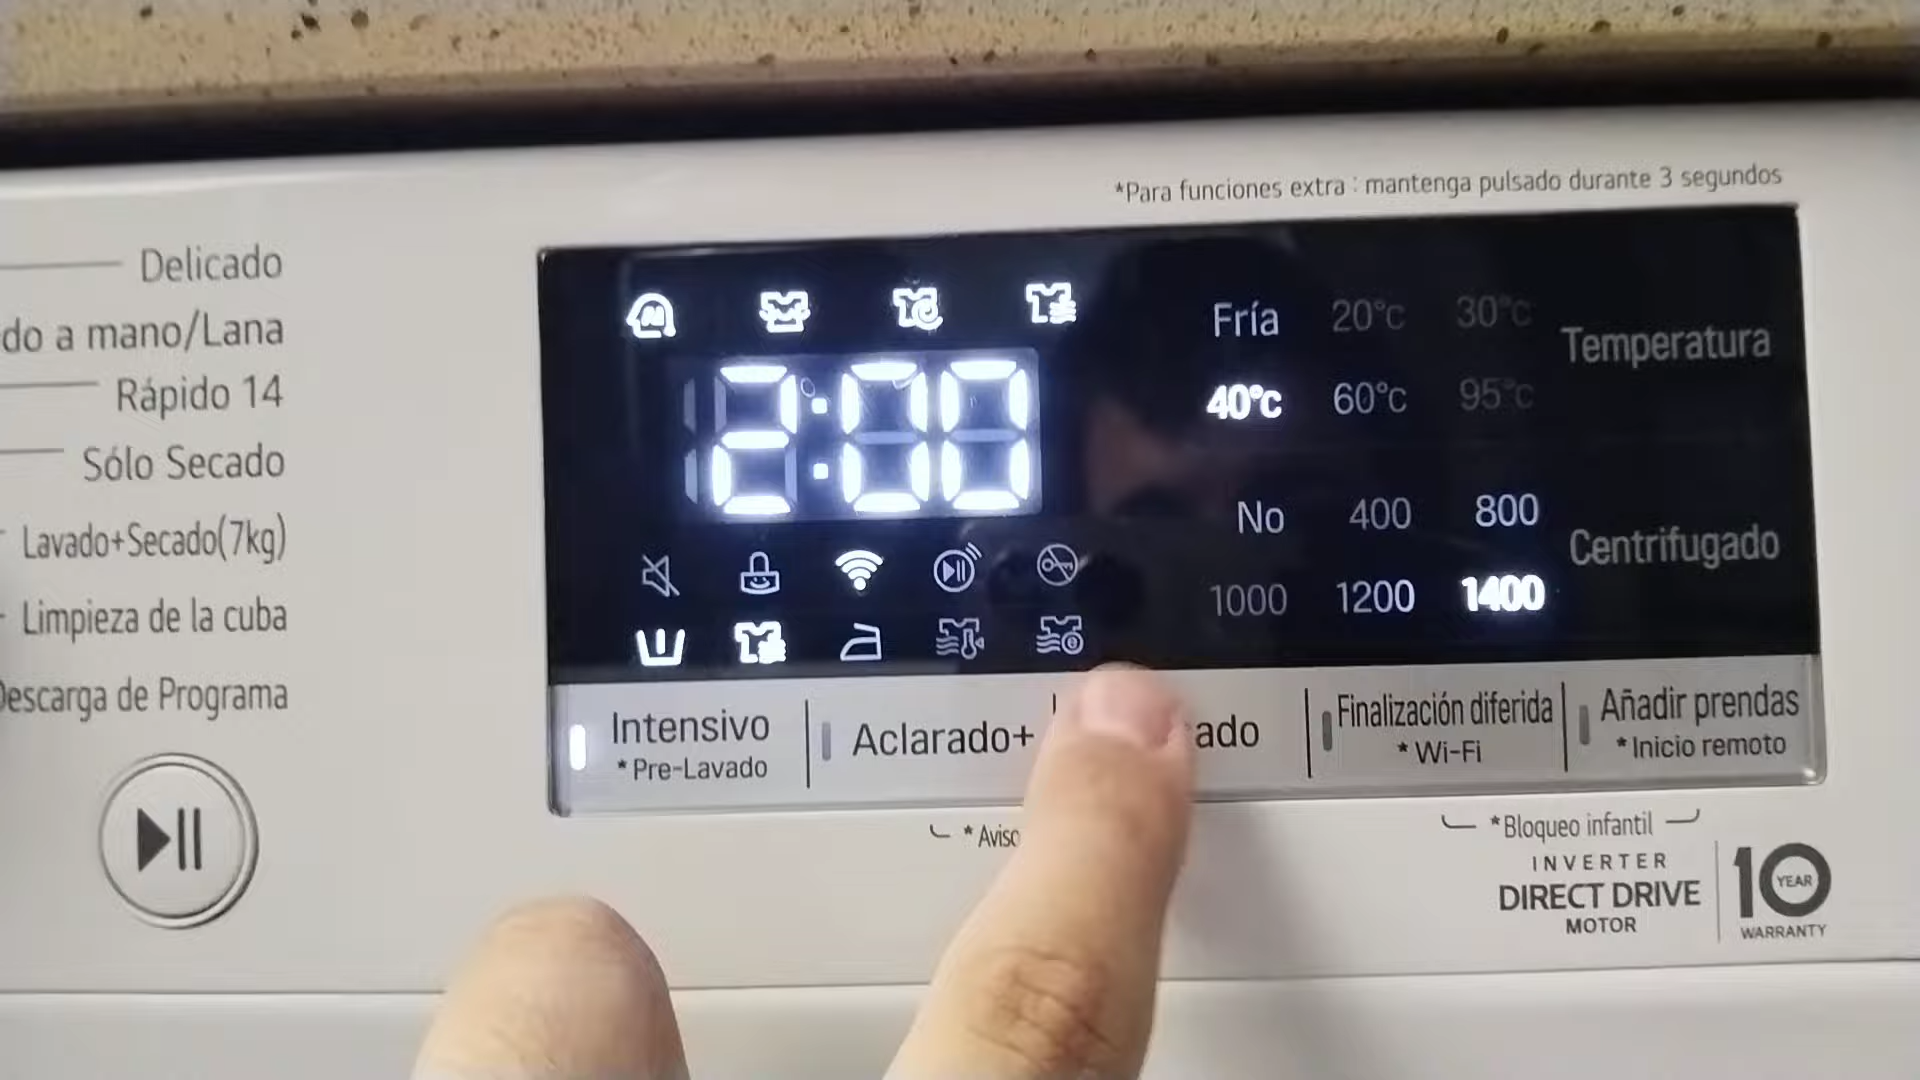 *Para funciones extra : mantenga pulsado durante 3 segundos
Delicado
do a mano/Lana
Rápido 14
Sólo Secado
Lavado+Secado(7kg)
Limpieza de la cuba
Descarga de Programa
2:00
Fría 20°c 30°c
40°c 60°c 95°c
Temperatura
No 400 800
1000 1200 1400
Centrifugado
Intensivo
*Pre-Lavado
Aclarado+
ado
Finalización diferida
*Wi-Fi
Añadir prendas
*Inicio remoto
*Aviso
*Bloqueo infantil
INVERTER
DIRECT DRIVE
MOTOR
10 YEAR
WARRANTY